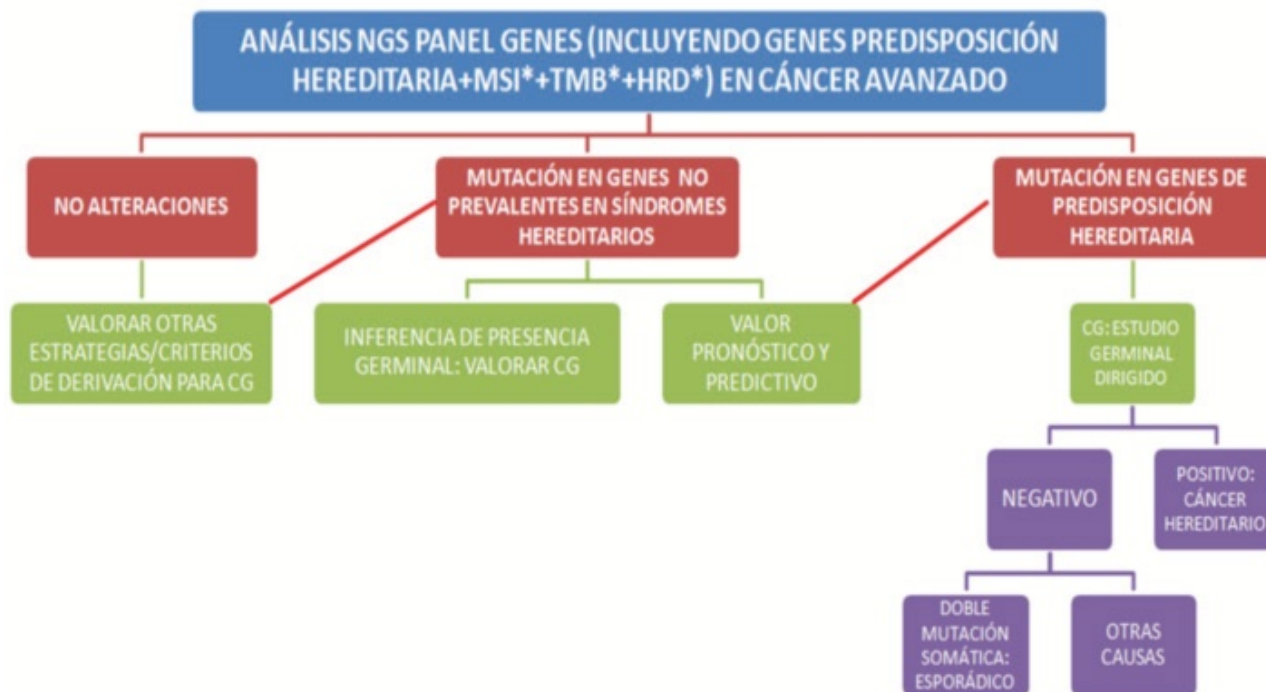 ANÁLISIS NGS PANEL GENES (INCLUYENDO GENES PREDISPOSICIÓN
HEREDITARIA+MSI*+TMB*+HRD*) EN CÁNCER AVANZADO
NO ALTERACIONES
MUTACIÓN EN GENES NO
PREVALENTES EN SÍNDROMES
HEREDITARIOS
MUTACIÓN EN GENES DE
PREDISPOSICIÓN
HEREDITARIA
VALORAR OTRAS
ESTRATEGIAS/CRITERIOS
DE DERIVACIÓN PARA CG
INFERENCIA DE PRESENCIA
GERMINAL: VALORAR CG
VALOR
PRONÓSTICO Y
PREDICTIVO
CG: ESTUDIO
GERMINAL
DIRIGIDO
NEGATIVO
POSITIVO:
CÁNCER
HEREDITARIO
DOBLE
MUTACIÓN
SOMÁTICA:
ESPORÁDICO
OTRAS
CAUSAS